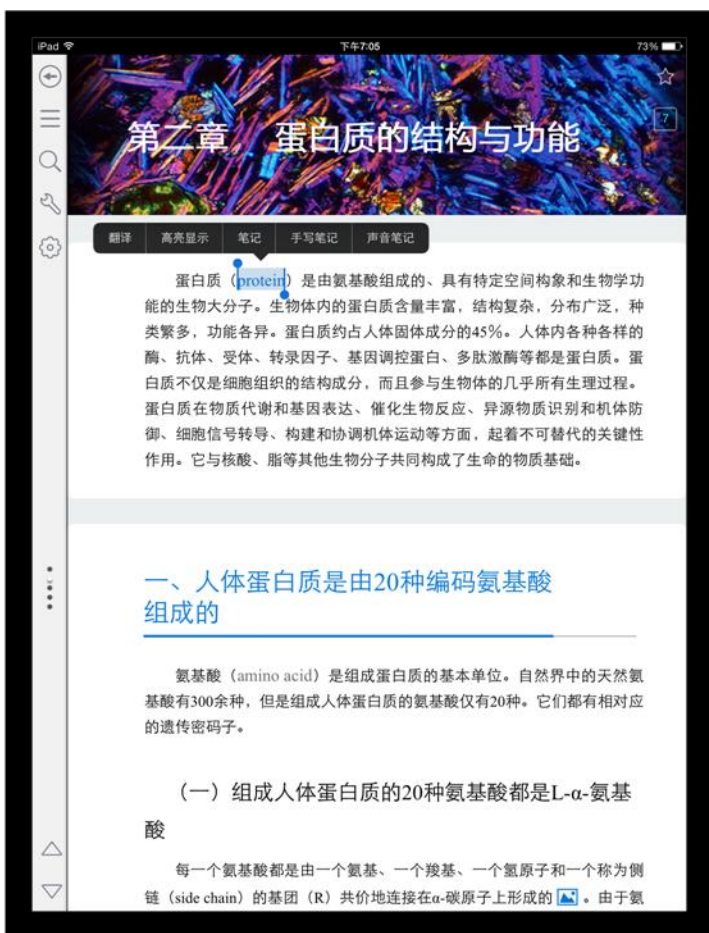 iPad 下午7:05 73%
第二章 蛋白质的结构与功能
7
翻译 高亮显示 笔记 手写笔记 声音笔记
蛋白质（protein）是由氨基酸组成的、具有特定空间构象和生物学功
能的生物大分子。生物体内的蛋白质含量丰富，结构复杂，分布广泛，种
类繁多，功能各异。蛋白质约占人体固体成分的45%。人体内各种各样的
酶、抗体、受体、转录因子、基因调控蛋白、多肽激酶等都是蛋白质。蛋
白质不仅是细胞组织的结构成分，而且参与生物体的几乎所有生理过程。
蛋白质在物质代谢和基因表达、催化生物反应、异源物质识别和机体防
御、细胞信号转导、构建和协调机体运动等方面，起着不可替代的关键性
作用。它与核酸、脂等其他生物分子共同构成了生命的物质基础。
一、人体蛋白质是由20种编码氨基酸
组成的
氨基酸（amino acid）是组成蛋白质的基本单位。自然界中的天然氨
基酸有300余种，但是组成人体蛋白质的氨基酸仅有20种。它们都有相对应
的遗传密码子。
（一）组成人体蛋白质的20种氨基酸都是L-α-氨基
酸
每一个氨基酸都是由一个氨基、一个羧基、一个氢原子和一个称为侧
链（side chain）的基团（R）共价地连接在α-碳原子上形成的 。由于氨